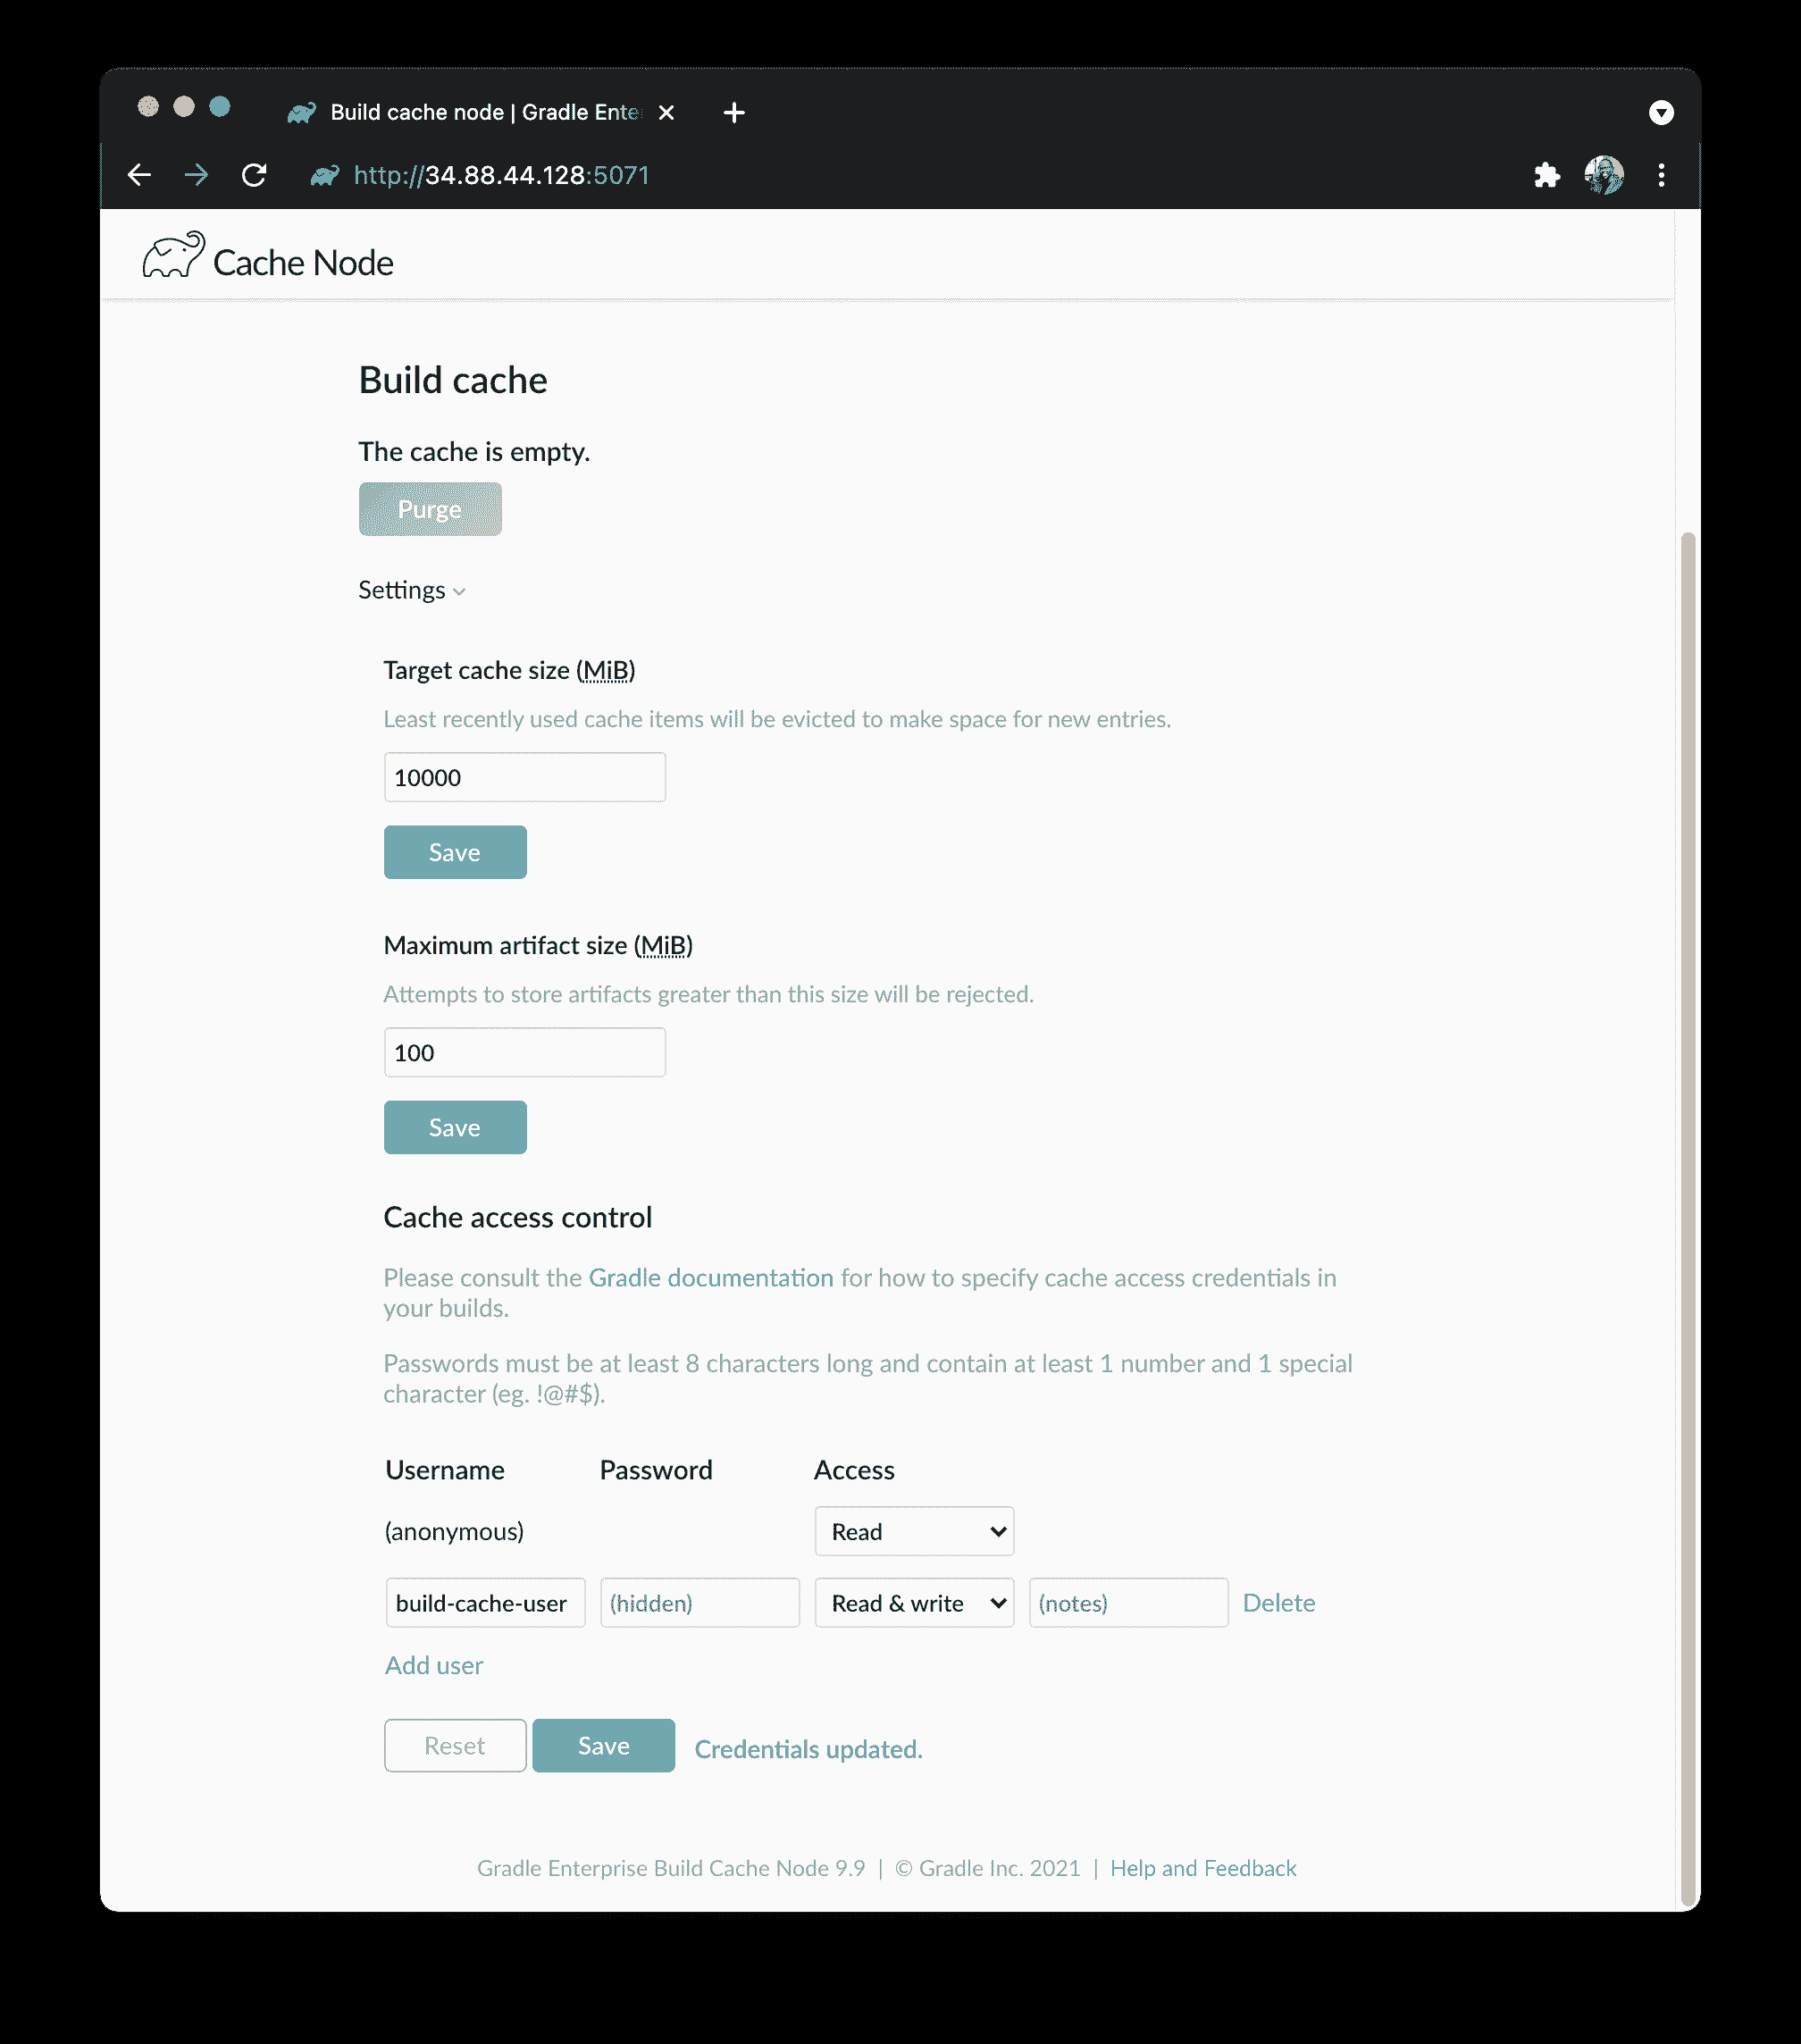 Build cache node | Gradle Ente
http://34.88.44.128:5071
Cache Node
Build cache
The cache is empty.
Purge
Settings
Target cache size (MiB)
Least recently used cache items will be evicted to make space for new entries.
10000
Save
Maximum artifact size (MiB)
Attempts to store artifacts greater than this size will be rejected.
100
Save
Cache access control
Please consult the Gradle documentation for how to specify cache access credentials in
your builds.
Passwords must be at least 8 characters long and contain at least 1 number and 1 special
character (eg. !@#$).
Username Password Access
(anonymous) Read
build-cache-user (hidden) Read & write (notes) Delete
Add user
Reset Save Credentials updated.
Gradle Enterprise Build Cache Node 9.9 | © Gradle Inc. 2021 | Help and Feedback